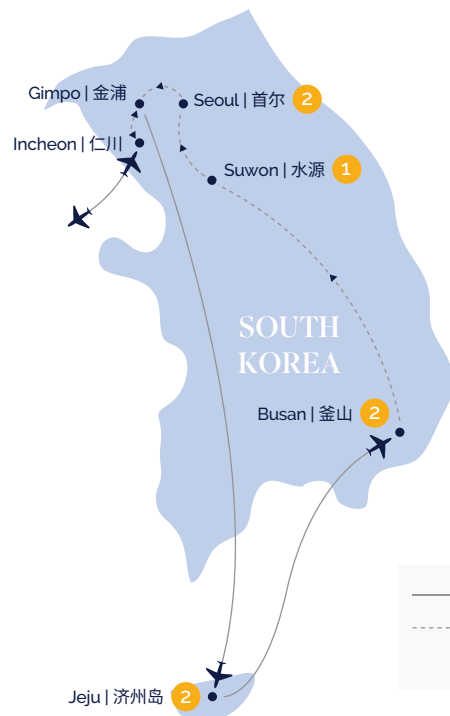 Gimpo | 金浦
Seoul | 首尔 2
Incheon | 仁川
Suwon | 水源 1
SOUTH
KOREA
Busan | 釜山 2
Jeju | 济州岛 2